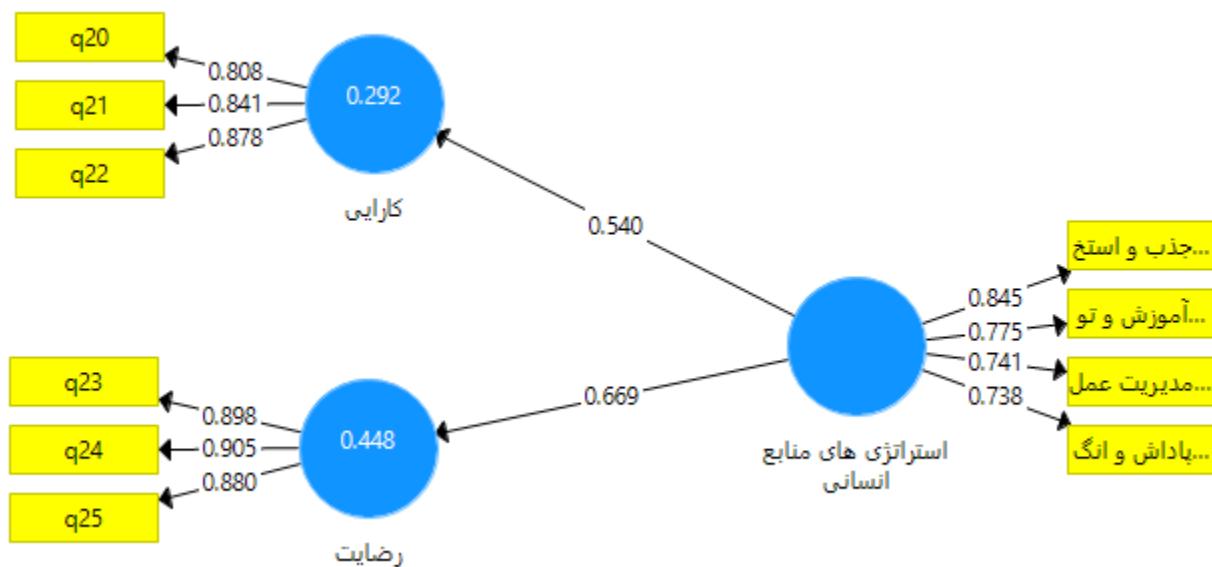 q20
q21
q22
0.808
0.841
0.878
0.292
کارایی
0.540
جذب و استخ...
آموزش و تو...
مدیریت عمل...
پاداش و انگ...
0.845
0.775
0.741
0.738
استراتژی های منابع
انسانی
0.669
q23
q24
q25
0.898
0.905
0.880
0.448
رضایت